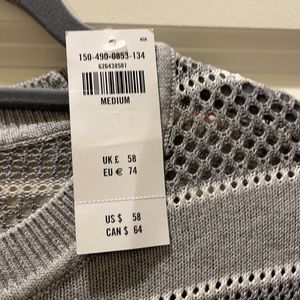 150-490-0853-134
626438581
MEDIUM
UK £ 58
EU € 74
US $ 58
CAN $ 64